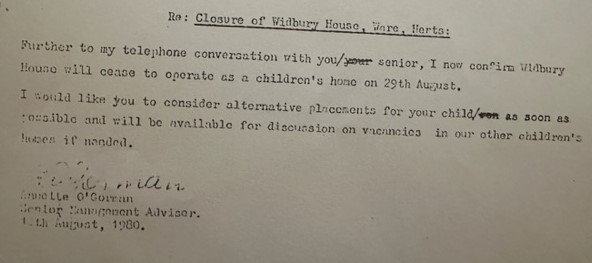 Re: Closure of Widbury House, Ware, Herts:
Further to my telephone conversation with you/your senior, I now confirm Widbury
House will cease to operate as a children's home on 29th August.
I would like you to consider alternative placements for your child/ren as soon as
possible and will be available for discussion on vacancies in our other children's
homes if needed.
Annette O'Gorman
Senior Management Advisor.
August, 1980.